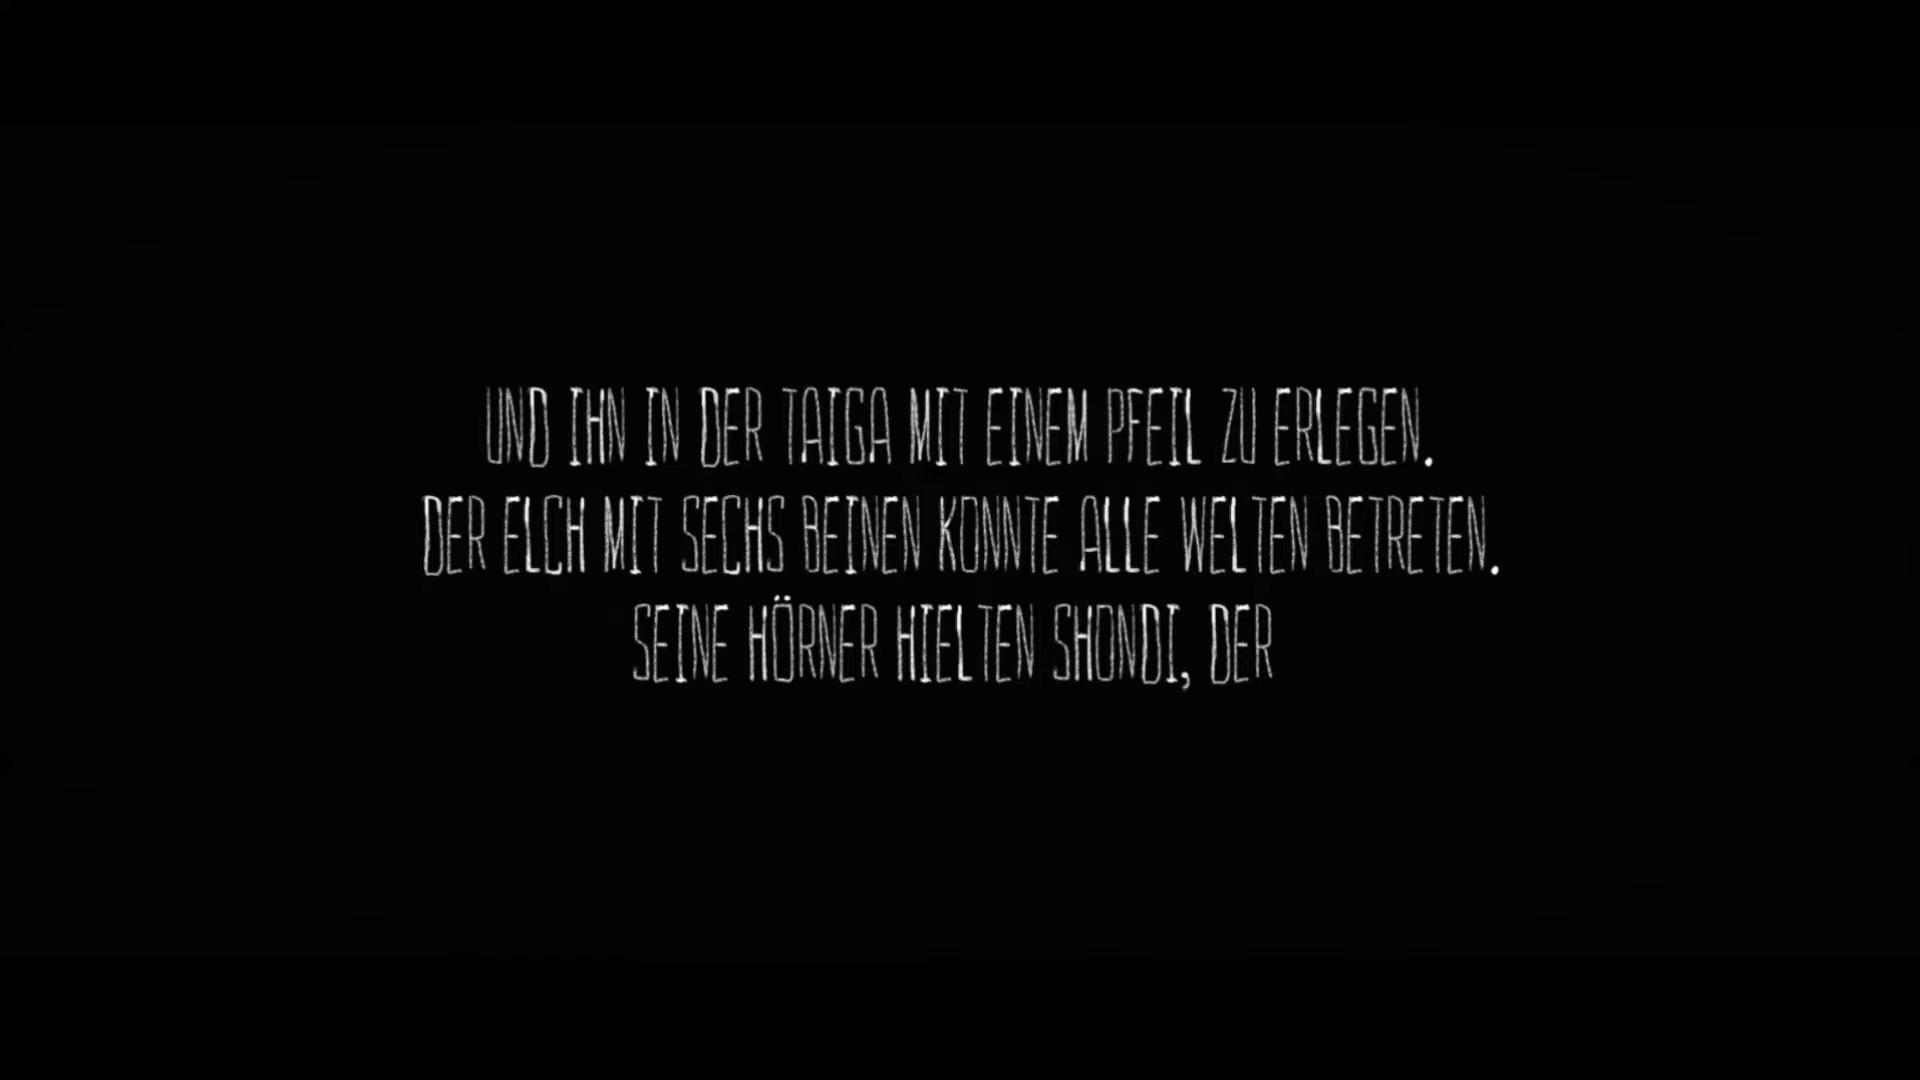 UND IHN IN DER TAIGA MIT EINEM PFEIL ZU ERLEGEN.
DER ELCH MIT SECHS BEINEN KONNTE ALLE WELTEN BETRETEN.
SEINE HÖRNER HIELTEN SHONDI, DER